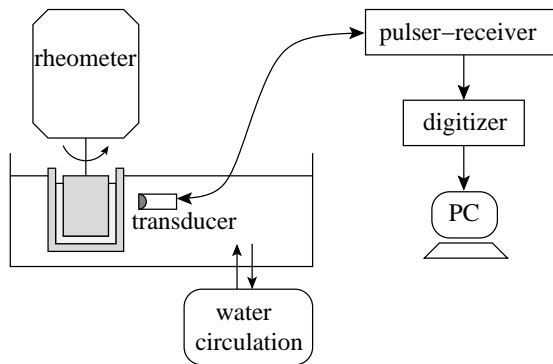 rheometer
pulser–receiver
digitizer
PC
transducer
water
circulation